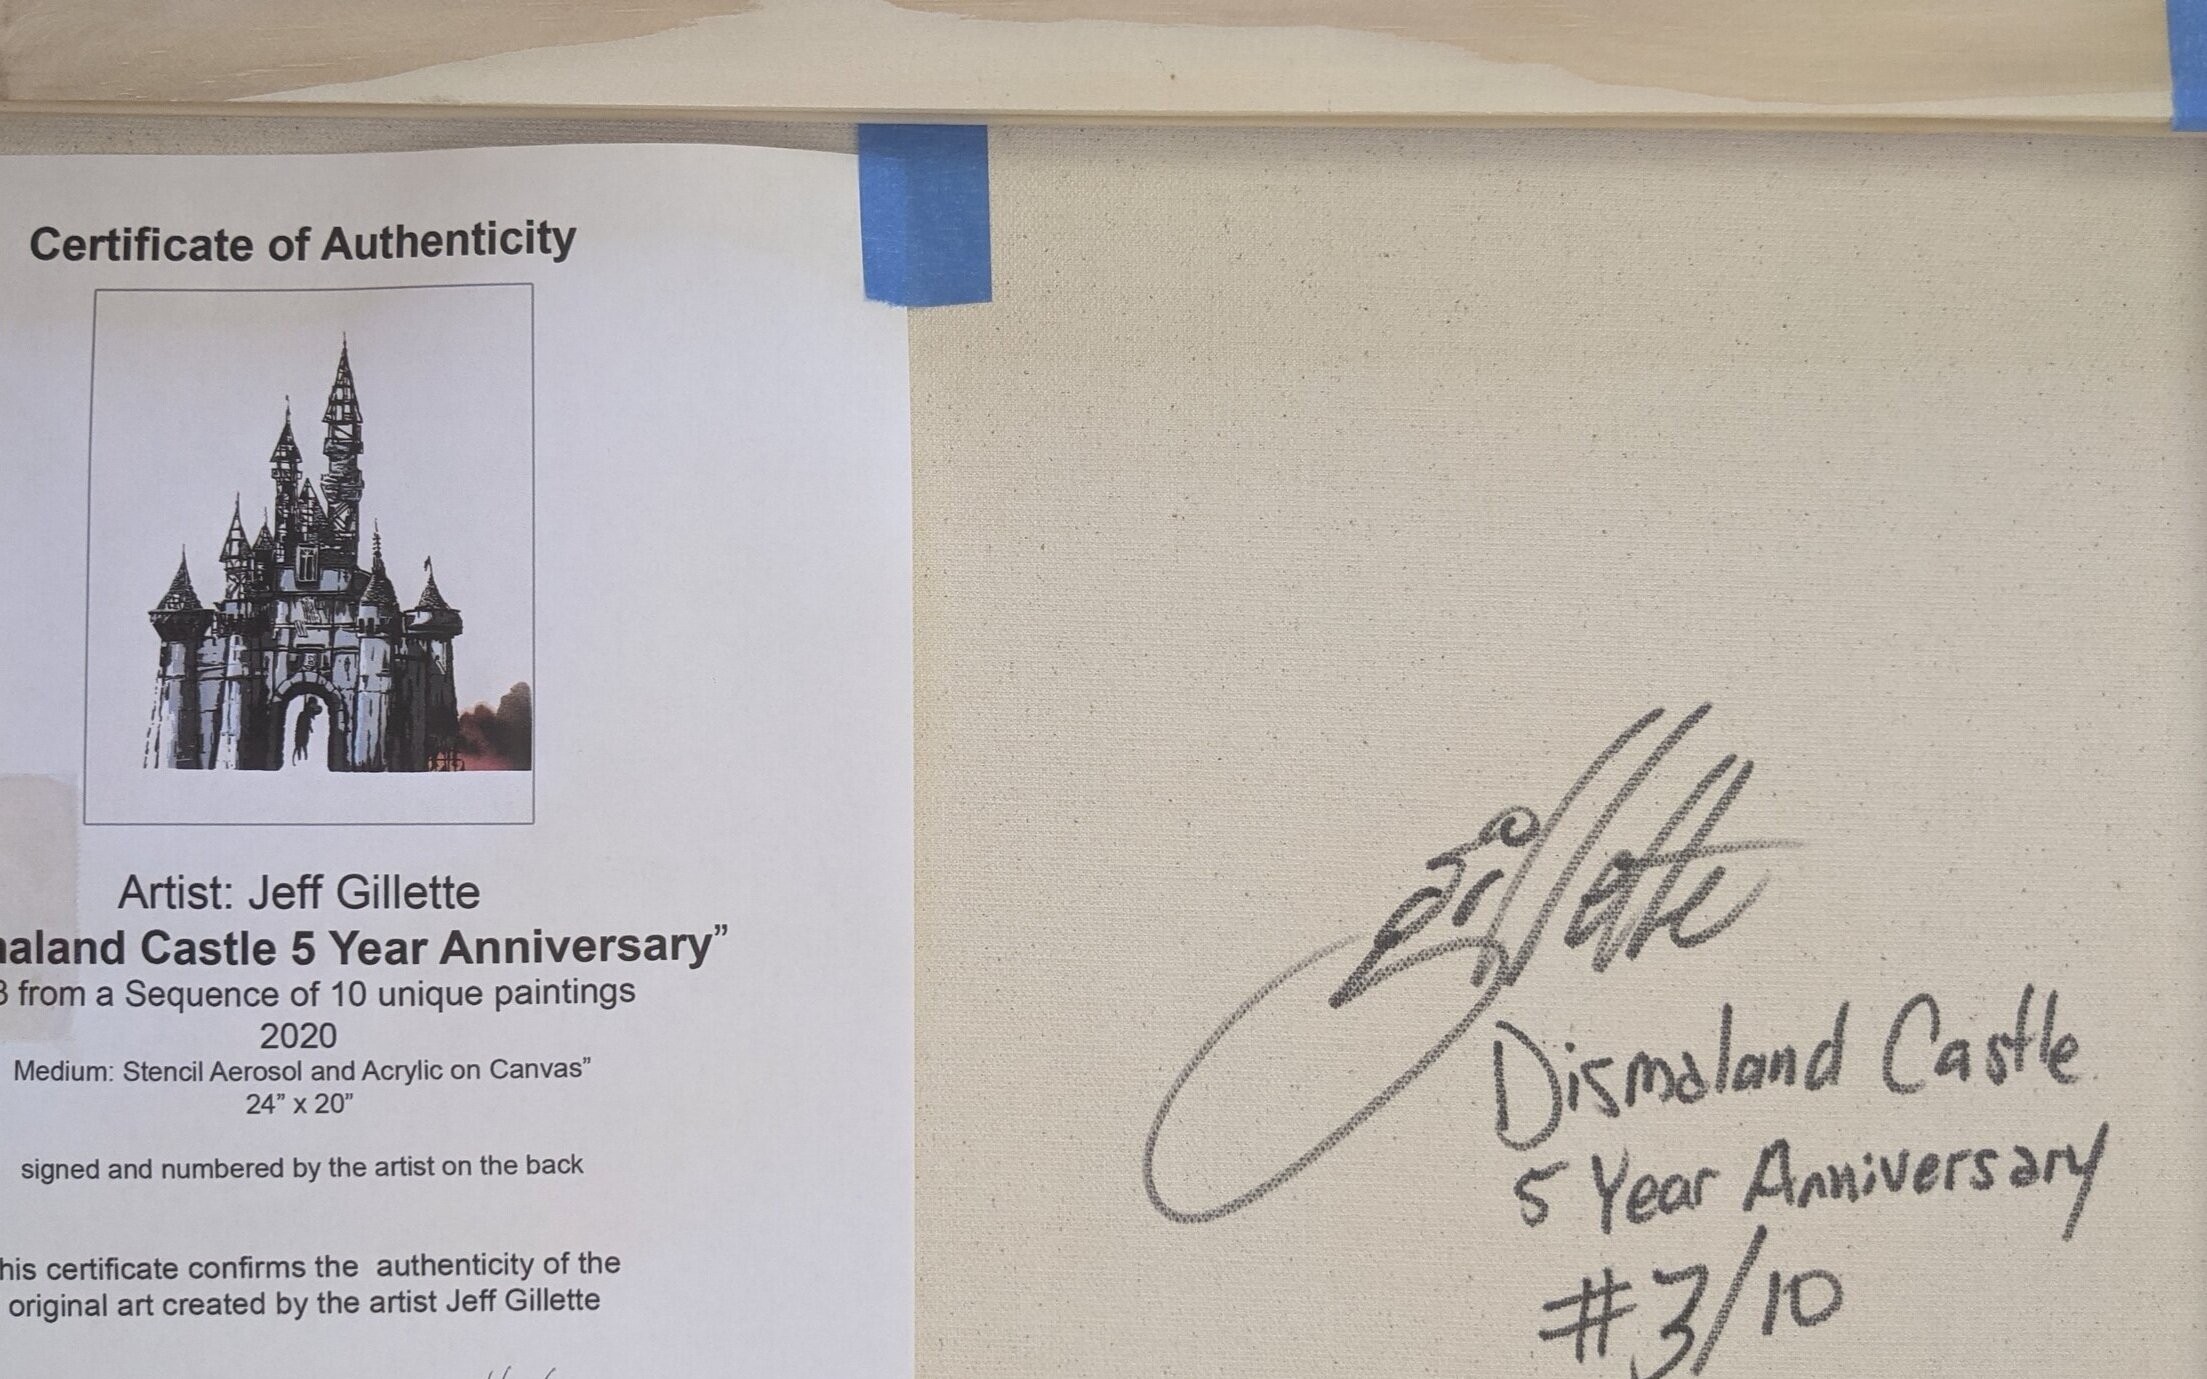 Certificate of Authenticity
Artist: Jeff Gillette
Castle 5 Year Anniversary”
3 from a Sequence of 10 unique paintings
2020
Medium: Stencil Aerosol and Acrylic on Canvas”
24” x 20”
signed and numbered by the artist on the back
certificate confirms the authenticity of the
original art created by the artist Jeff Gillette
Gillette
Dismaland Castle
5 Year Anniversary
#3/10